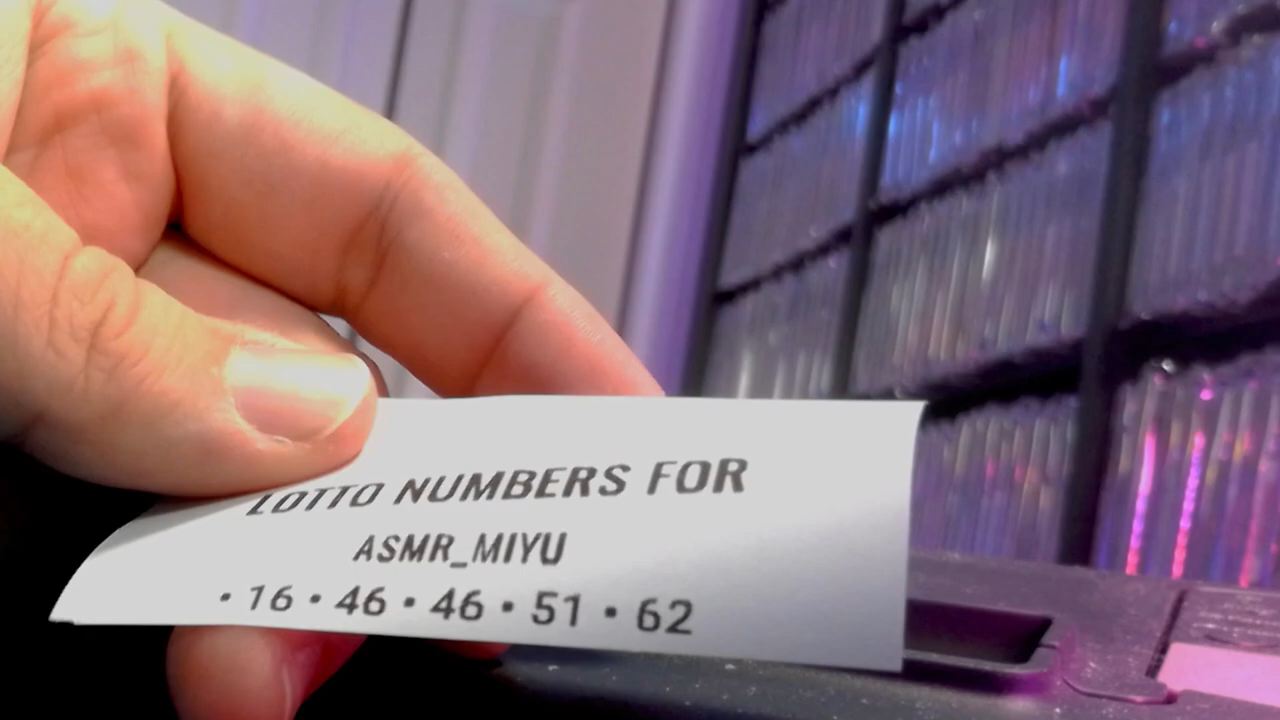 LOTTO NUMBERS FOR
ASMR_MIYU
• 16 • 46 • 46 • 51 • 62